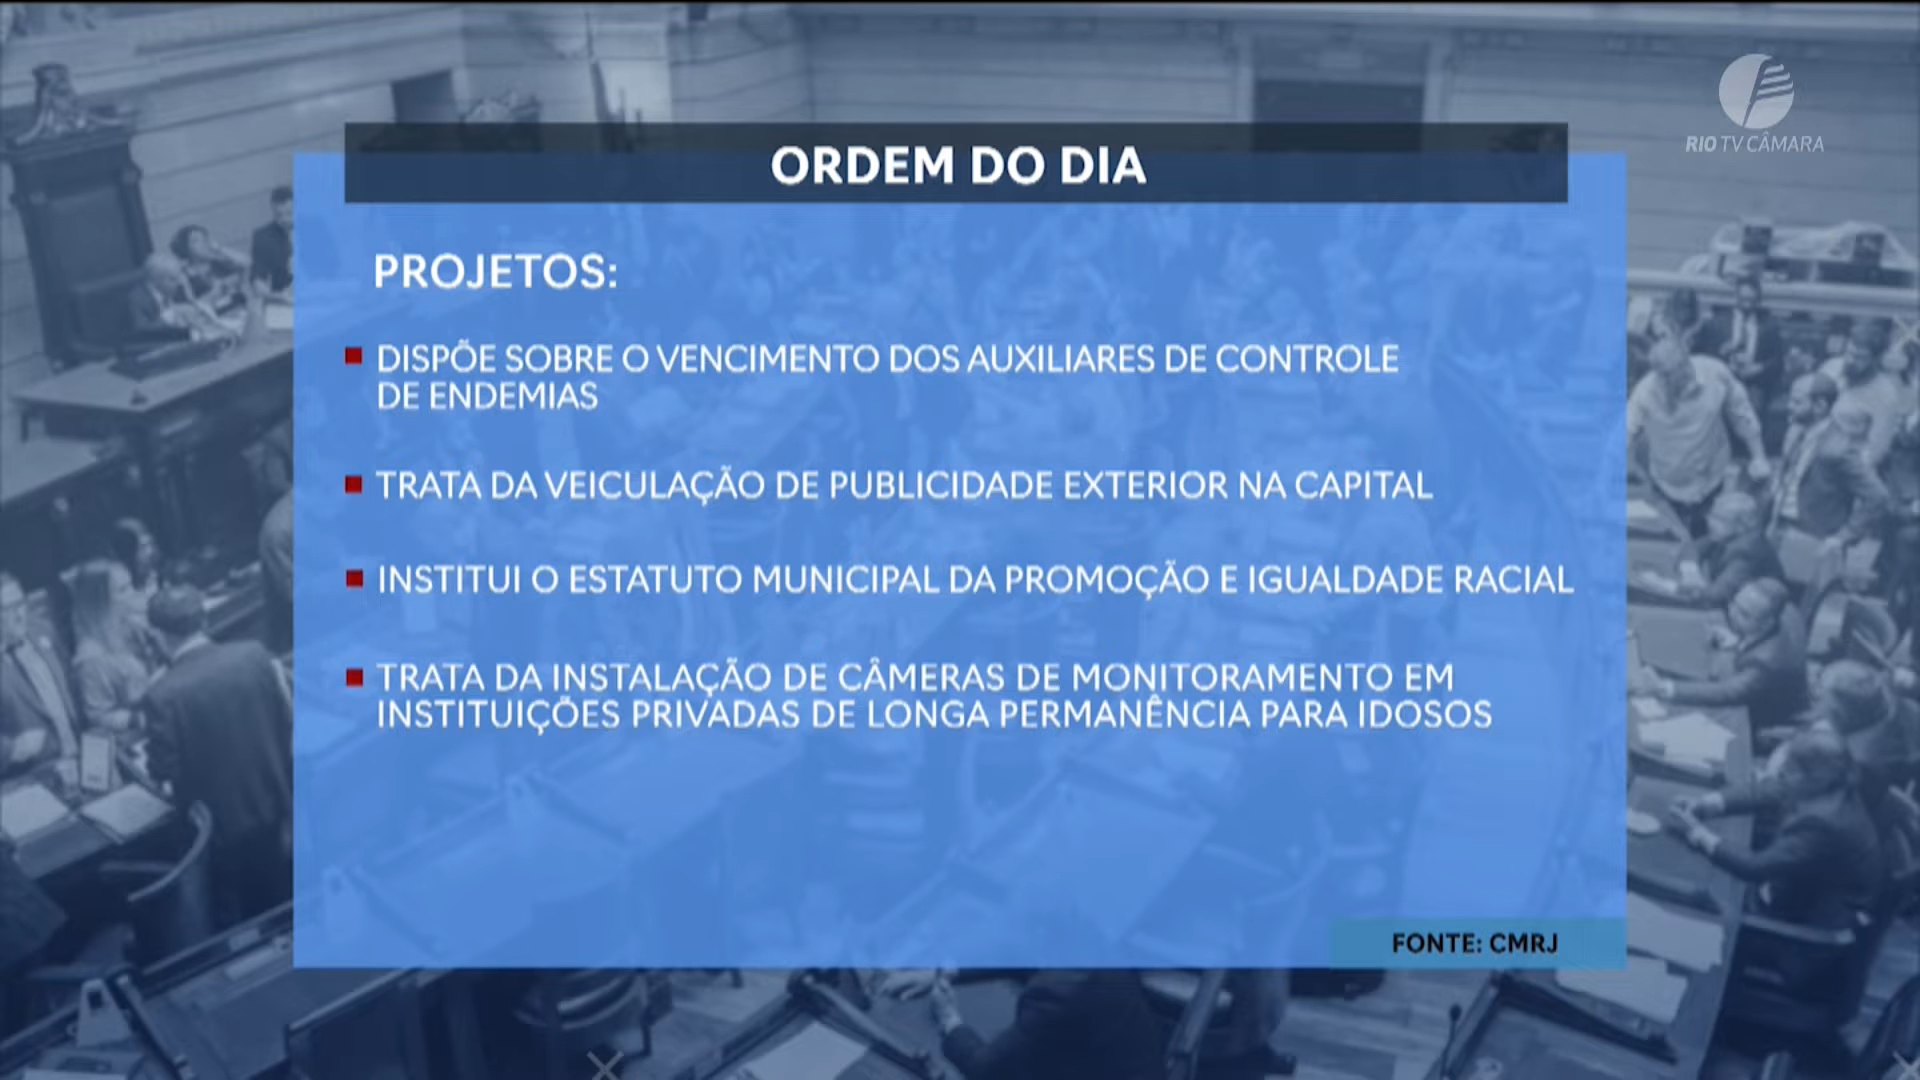 RIO TV CÂMARA
ORDEM DO DIA
PROJETOS:
DISPÕE SOBRE O VENCIMENTO DOS AUXILIARES DE CONTROLE
DE ENDEMIAS
TRATA DA VEICULAÇÃO DE PUBLICIDADE EXTERIOR NA CAPITAL
INSTITUI O ESTATUTO MUNICIPAL DA PROMOÇÃO E IGUALDADE RACIAL
TRATA DA INSTALAÇÃO DE CÂMERAS DE MONITORAMENTO EM
INSTITUIÇÕES PRIVADAS DE LONGA PERMANÊNCIA PARA IDOSOS
FONTE: CMRJ